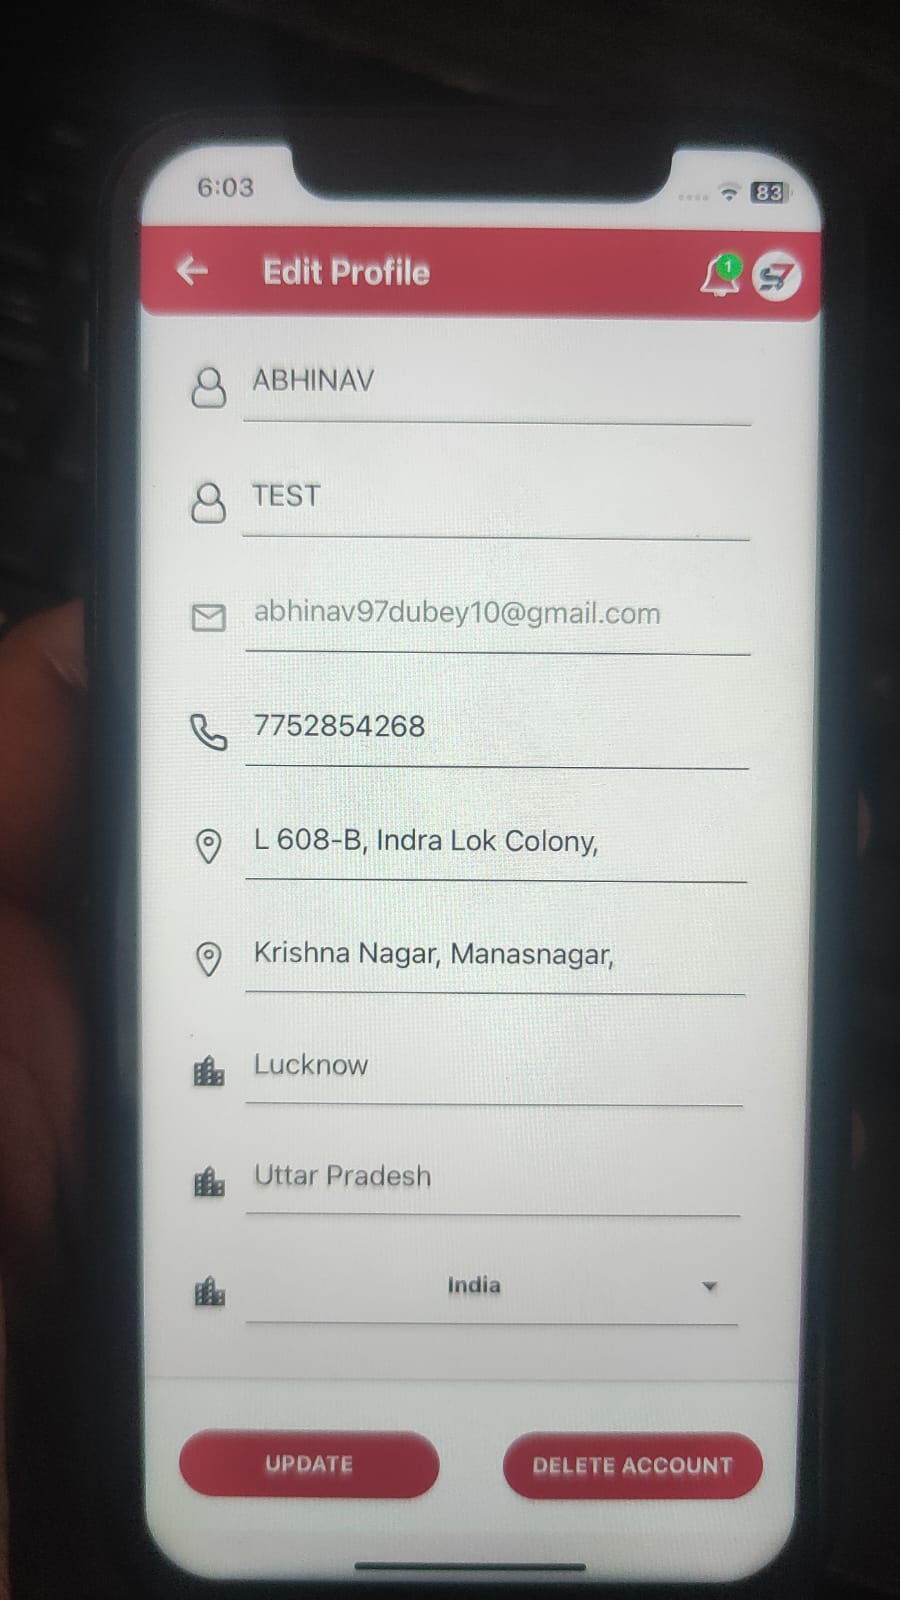 6:03
83
Edit Profile
1
S7
ABHINAV
TEST
abhinav97dubey10@gmail.com
7752854268
L 608-B, Indra Lok Colony,
Krishna Nagar, Manasnagar,
Lucknow
Uttar Pradesh
India
UPDATE
DELETE ACCOUNT